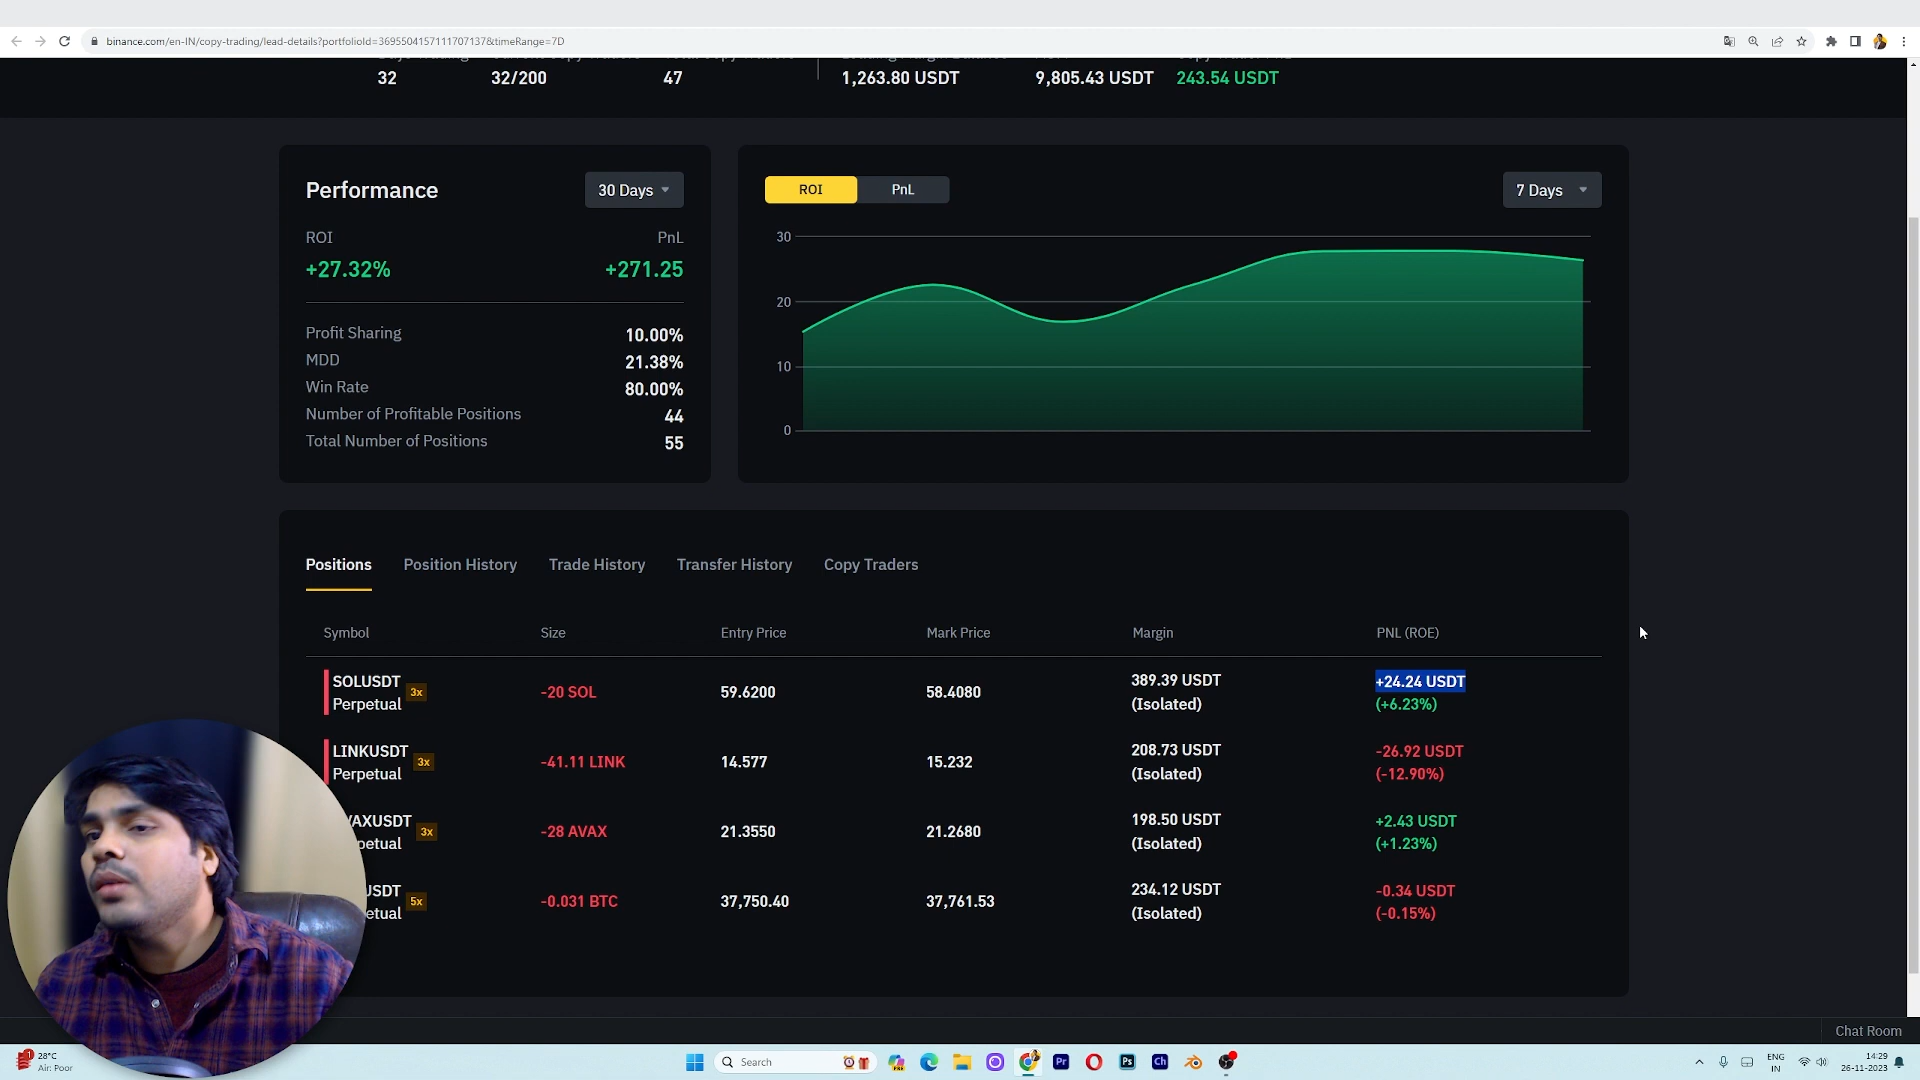 binance.com/en-IN/copy-trading/lead-details?portfolioId=3695504157111707137&timeRange=7D
32 32/200 47 1,263.80 USDT 9,805.43 USDT 243.54 USDT
Performance 30 Days
ROI PnL
+27.32% +271.25
Profit Sharing 10.00%
MDD 21.38%
Win Rate 80.00%
Number of Profitable Positions 44
Total Number of Positions 55
ROI PnL 7 Days
30
20
10
0
Positions Position History Trade History Transfer History Copy Traders
Symbol Size Entry Price Mark Price Margin PNL (ROE)
SOLUSDT Perpetual 3x -20 SOL 59.6200 58.4080 389.39 USDT (Isolated) +24.24 USDT (+6.23%)
LINKUSDT Perpetual 3x -41.11 LINK 14.577 15.232 208.73 USDT (Isolated) -26.92 USDT (-12.90%)
VAXUSDT petual 3x -28 AVAX 21.3550 21.2680 198.50 USDT (Isolated) +2.43 USDT (+1.23%)
USDT etual 5x -0.031 BTC 37,750.40 37,761.53 234.12 USDT (Isolated) -0.34 USDT (-0.15%)
Chat Room
28°C
Air: Poor
Search
Pr
Ps
Ch
ENG
IN
14:29
26-11-2023